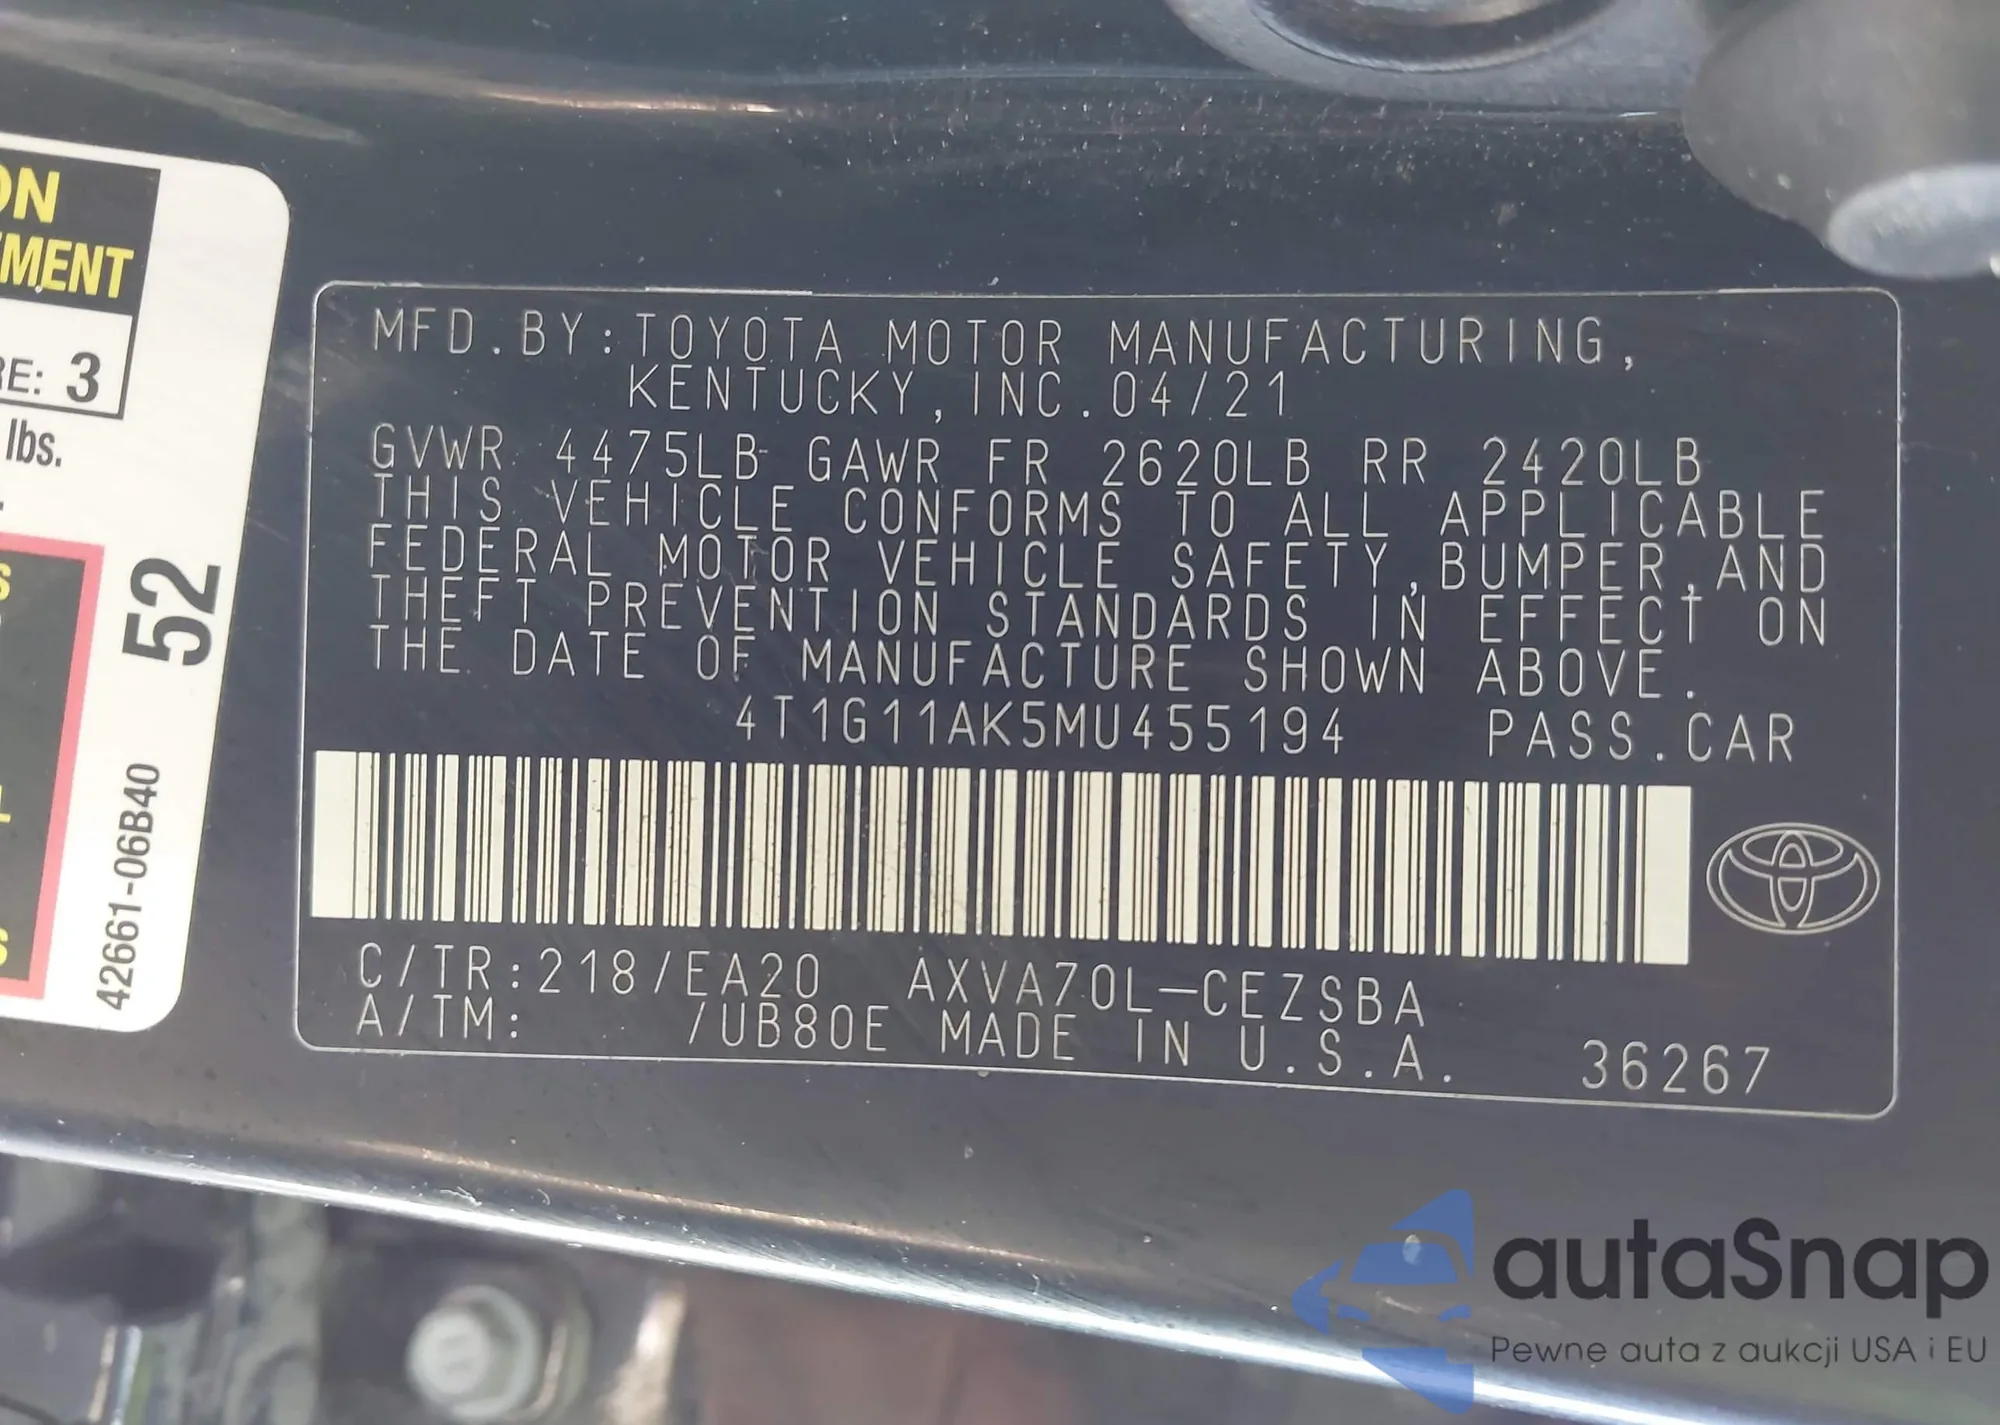 ON
EMENT
RE: 3
lbs.
52
42661-06B40
MFD.BY:TOYOTA MOTOR MANUFACTURING,
KENTUCKY,INC.04/21
GVWR 4475LB GAWR FR 2620LB RR 2420LB
THIS VEHICLE CONFORMS TO ALL APPLICABLE
FEDERAL MOTOR VEHICLE SAFETY,BUMPER,AND
THEFT PREVENTION STANDARDS IN EFFECT ON
THE DATE OF MANUFACTURE SHOWN ABOVE.
4T1G11AK5MU455194 PASS.CAR
C/TR:218/EA20 AXVA70L-CEZSBA
A/TM: /UB80E MADE IN U.S.A. 36267
autaSnap
Pewne auta z aukcji USA i EU